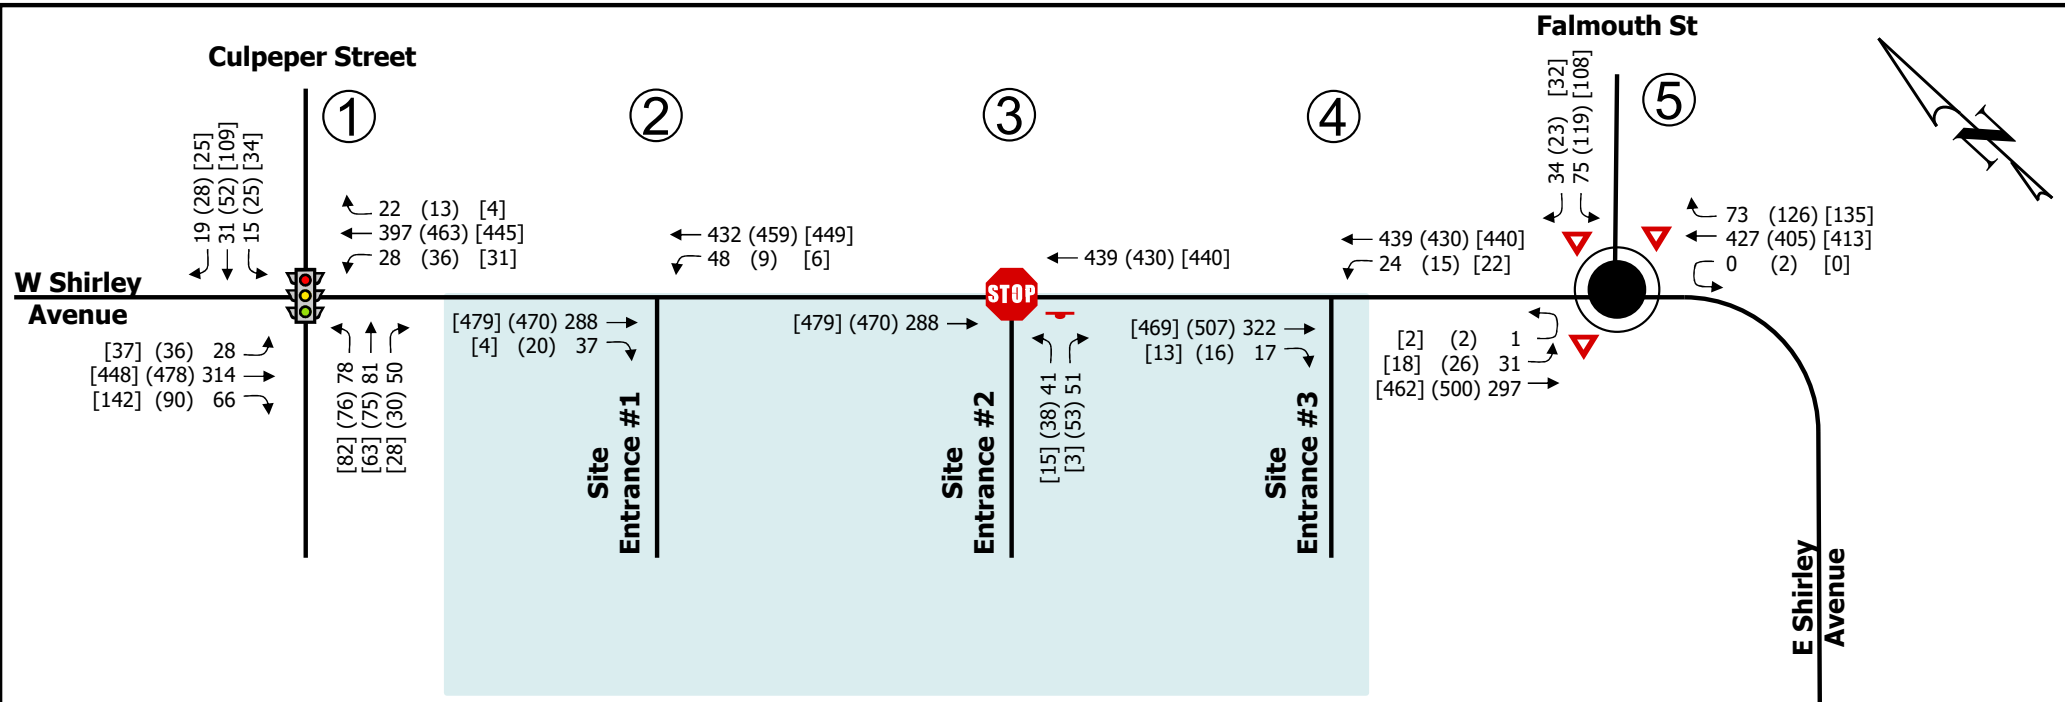 Culpeper Street
Falmouth St
1
2
3
4
5
19 (28) [25]
31 (52) [109]
15 (25) [34]
22 (13) [4]
397 (463) [445]
28 (36) [31]
W Shirley
Avenue
[37] (36) 28
[448] (478) 314
[142] (90) 66
[82] (76) 78
[63] (75) 81
[28] (30) 50
432 (459) [449]
48 (9) [6]
[479] (470) 288
[4] (20) 37
Site
Entrance #1
439 (430) [440]
STOP
[479] (470) 288
[15] (38) 41
[3] (53) 51
Site
Entrance #2
439 (430) [440]
24 (15) [22]
[469] (507) 322
[13] (16) 17
Site
Entrance #3
34 (23) [32]
75 (119) [108]
73 (126) [135]
427 (405) [413]
0 (2) [0]
[2] (2) 1
[18] (26) 31
[462] (500) 297
E Shirley
Avenue
N